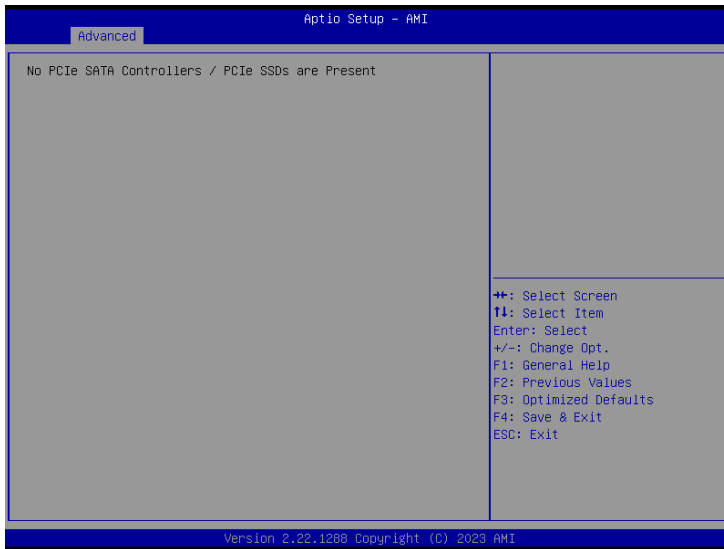 Aptio Setup - AMI
Advanced
No PCIe SATA Controllers / PCIe SSDs are Present
→←: Select Screen
↑↓: Select Item
Enter: Select
+/-: Change Opt.
F1: General Help
F2: Previous Values
F3: Optimized Defaults
F4: Save & Exit
ESC: Exit
Version 2.22.1288 Copyright (C) 2023 AMI